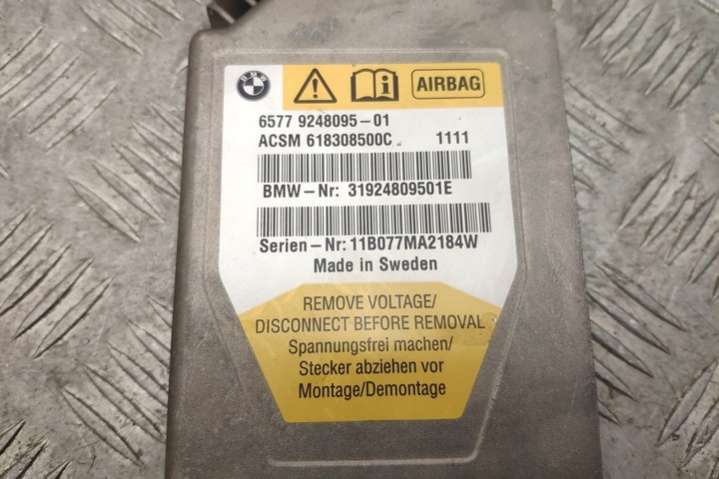 BMW
AIRBAG
6577 9248095-01
ACSM 618308500C 1111
BMW-Nr: 31924809501E
Serien-Nr: 11B077MA2184W
Made in Sweden
REMOVE VOLTAGE/
DISCONNECT BEFORE REMOVAL
Spannungsfrei machen/
Stecker abziehen vor
Montage/Demontage